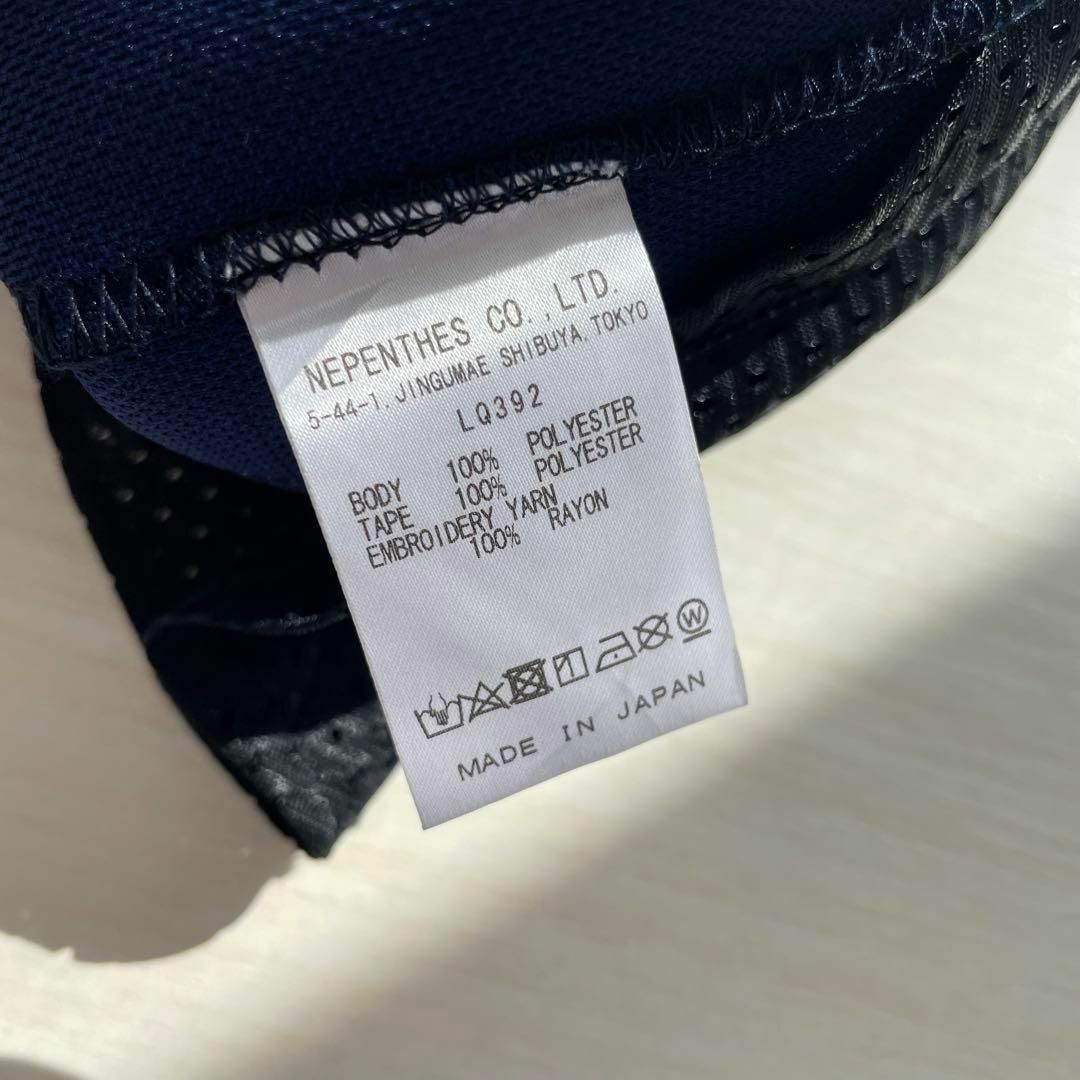 NEPENTHES CO.,LTD.
5-44-1, JINGUMAE SHIBUYA, TOKYO
LQ392
BODY 100% POLYESTER
TAPE 100% POLYESTER
EMBROIDERY YARN
100% RAYON
W
MADE IN JAPAN